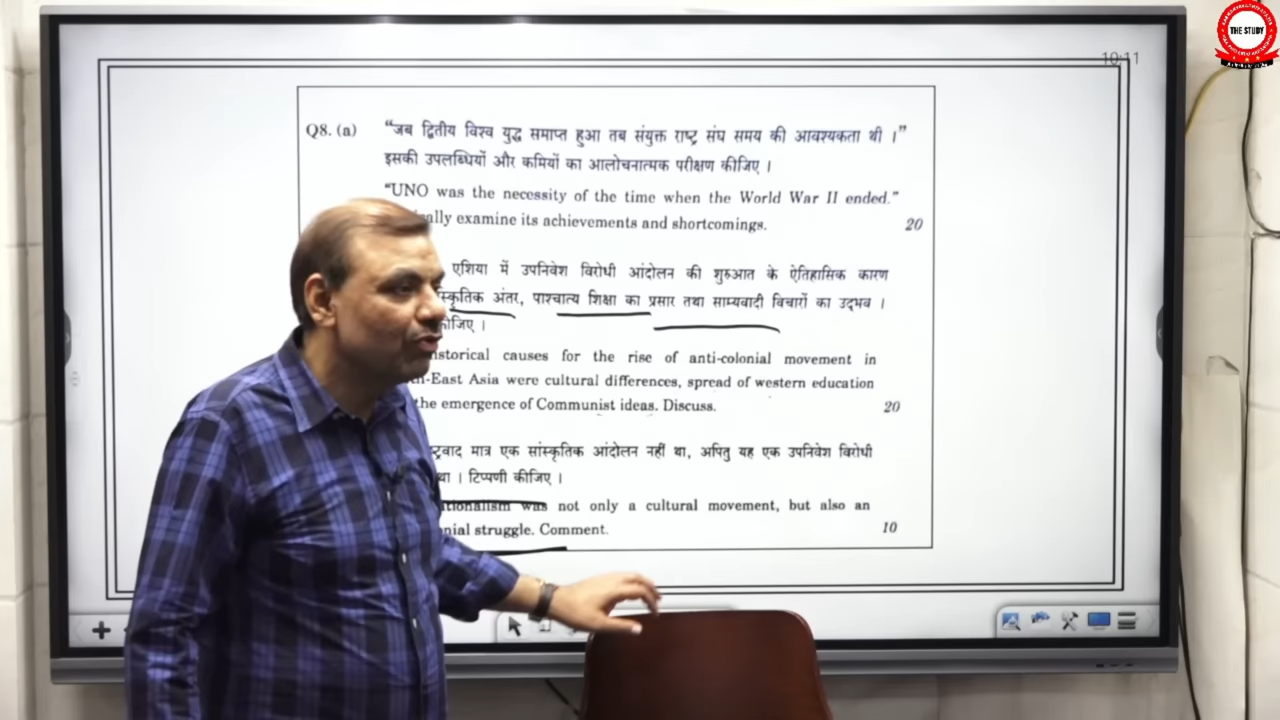 THE STUDY
10:11
Q8. (a) “जब द्वितीय विश्व युद्ध समाप्त हुआ तब संयुक्त राष्ट्र संघ समय की आवश्यकता थी ।”
इसकी उपलब्धियों और कमियों का आलोचनात्मक परीक्षण कीजिए ।
“UNO was the necessity of the time when the World War II ended.”
examine its achievements and shortcomings. 20
एशिया में उपनिवेश विरोधी आंदोलन की शुरुआत के ऐतिहासिक कारण
अंतर, पाश्चात्य शिक्षा का प्रसार तथा साम्यवादी विचारों का उद्भव ।
causes for the rise of anti-colonial movement in
East Asia were cultural differences, spread of western education
the emergence of Communist ideas. Discuss. 20
मात्र एक सांस्कृतिक आंदोलन नहीं था, अपितु यह एक उपनिवेश विरोधी
था । टिप्पणी कीजिए ।
was not only a cultural movement, but also an
struggle. Comment. 10